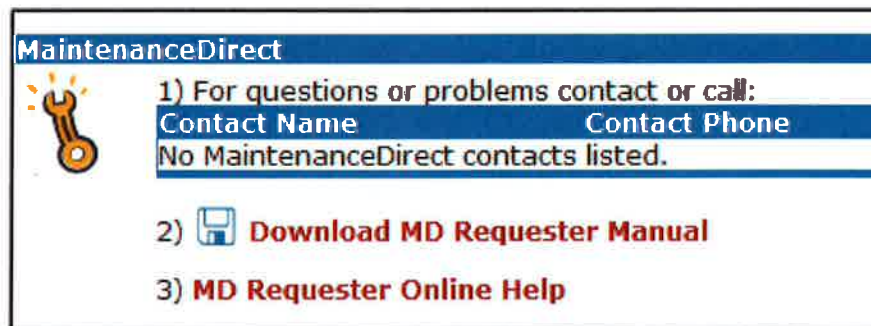 MaintenanceDirect
1) For questions or problems contact or call:
Contact Name Contact Phone
No MaintenanceDirect contacts listed.
2) Download MD Requester Manual
3) MD Requester Online Help